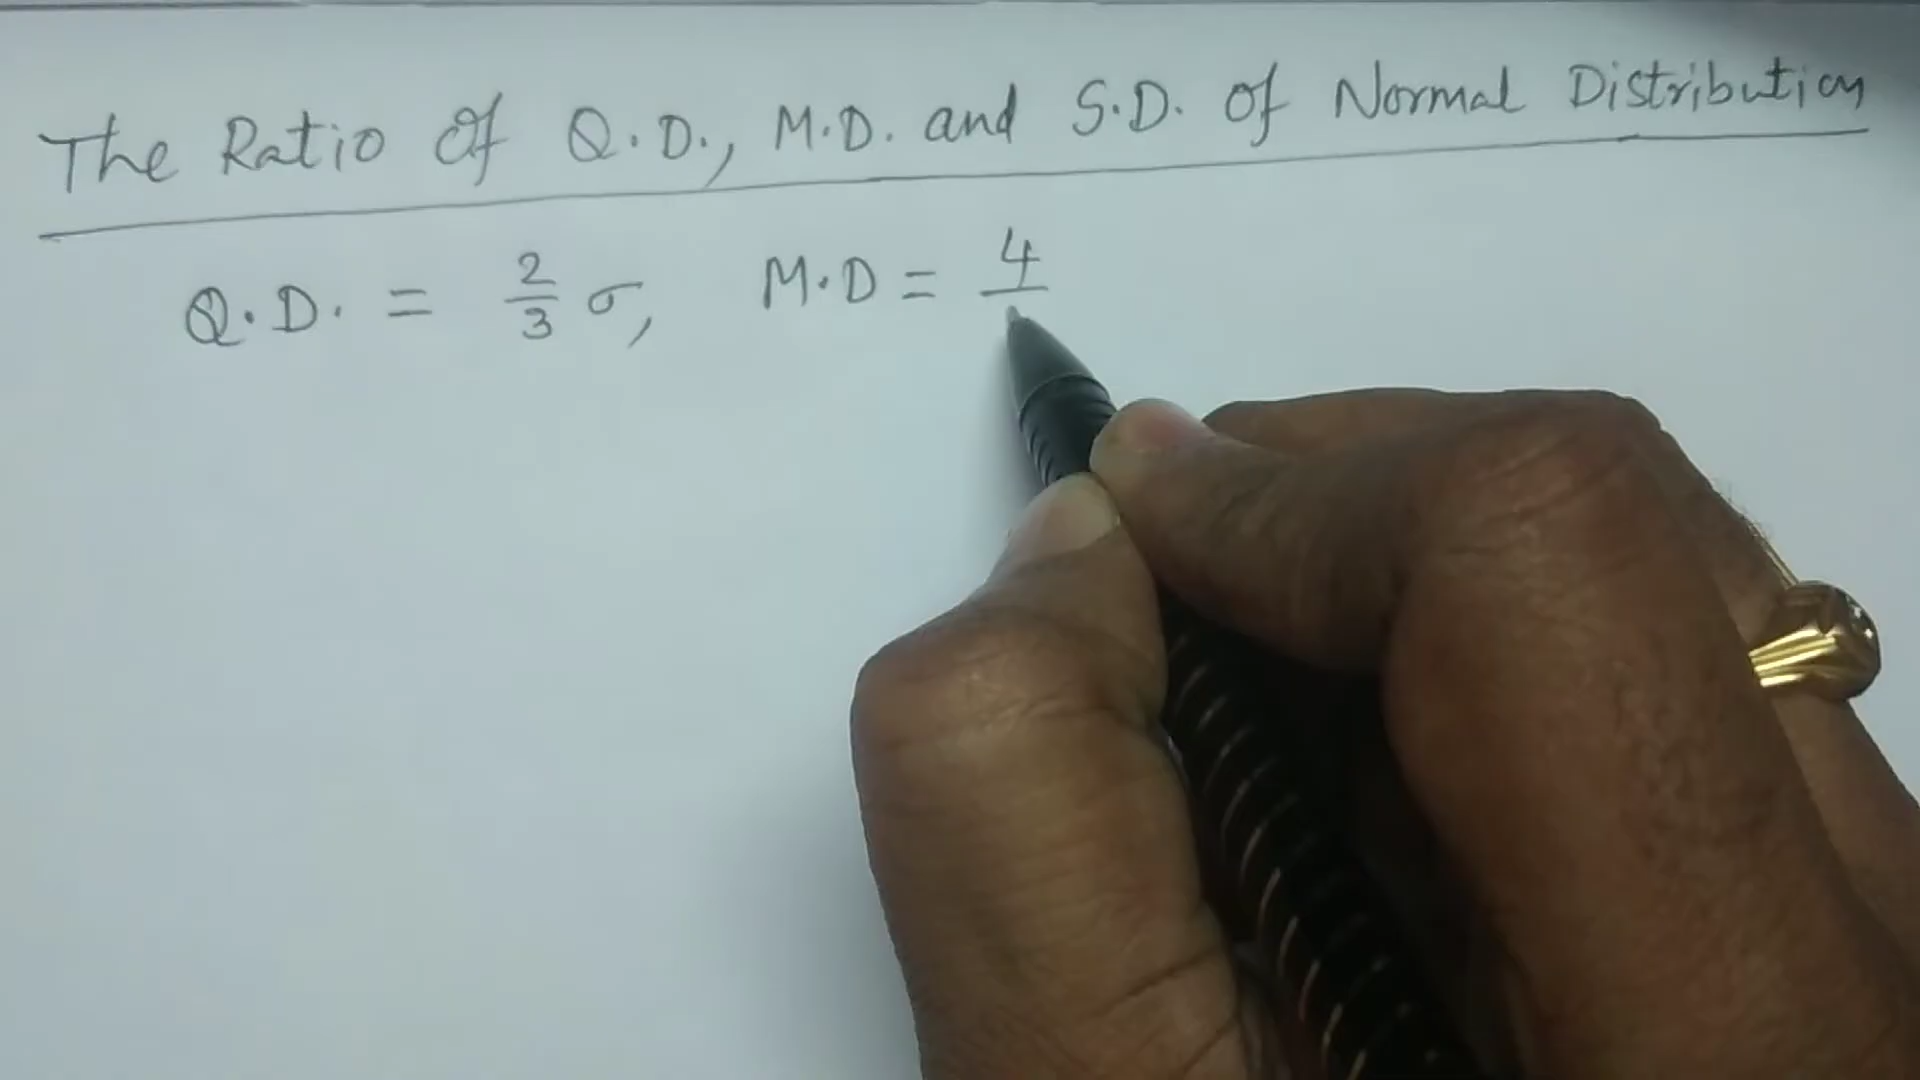 The Ratio Of Q.D., M.D. and S.D. of Normal Distribution
Q.D. = 2/3 σ, M.D = 4/